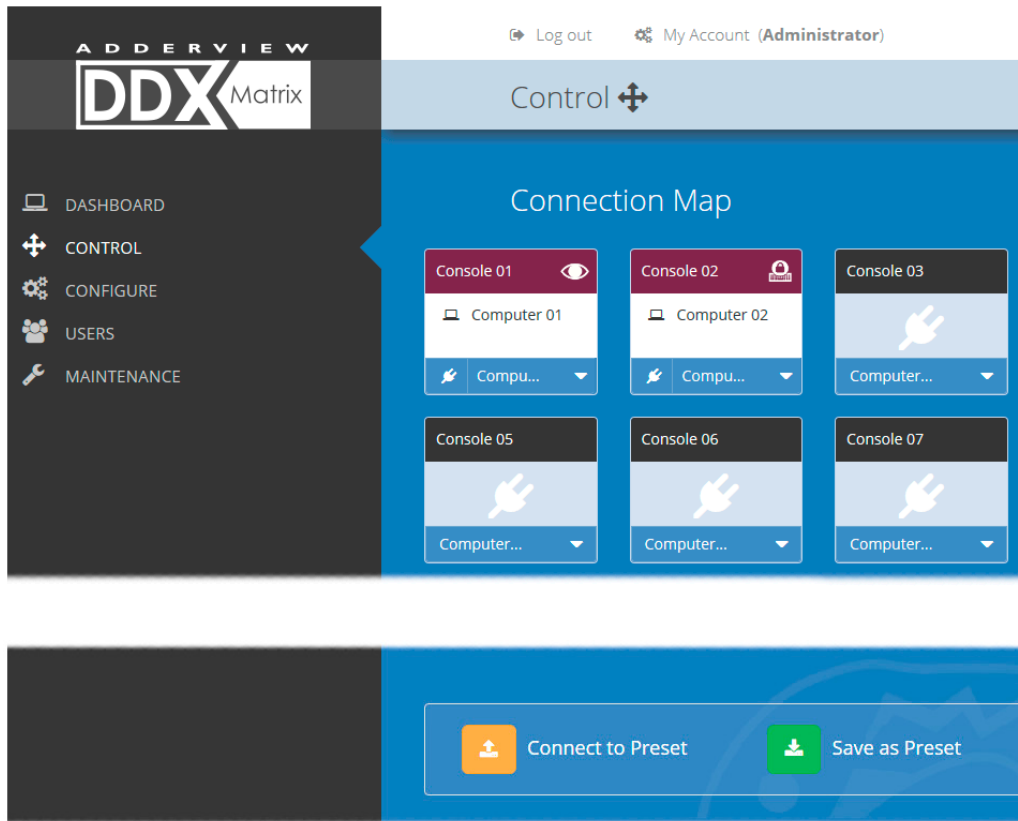 Log out My Account (Administrator)
ADDERVIEW
DDX Matrix
Control
DASHBOARD
CONTROL
CONFIGURE
USERS
MAINTENANCE
Connection Map
Console 01 Console 02 Console 03
Computer 01 Computer 02
Compu... Compu... Computer...
Console 05 Console 06 Console 07
Computer... Computer... Computer...
Connect to Preset Save as Preset